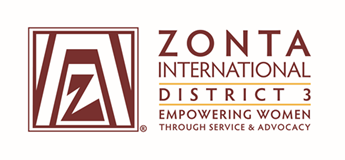 Z
®
ZONTA
INTERNATIONAL
DISTRICT 3
EMPOWERING WOMEN
THROUGH SERVICE & ADVOCACY